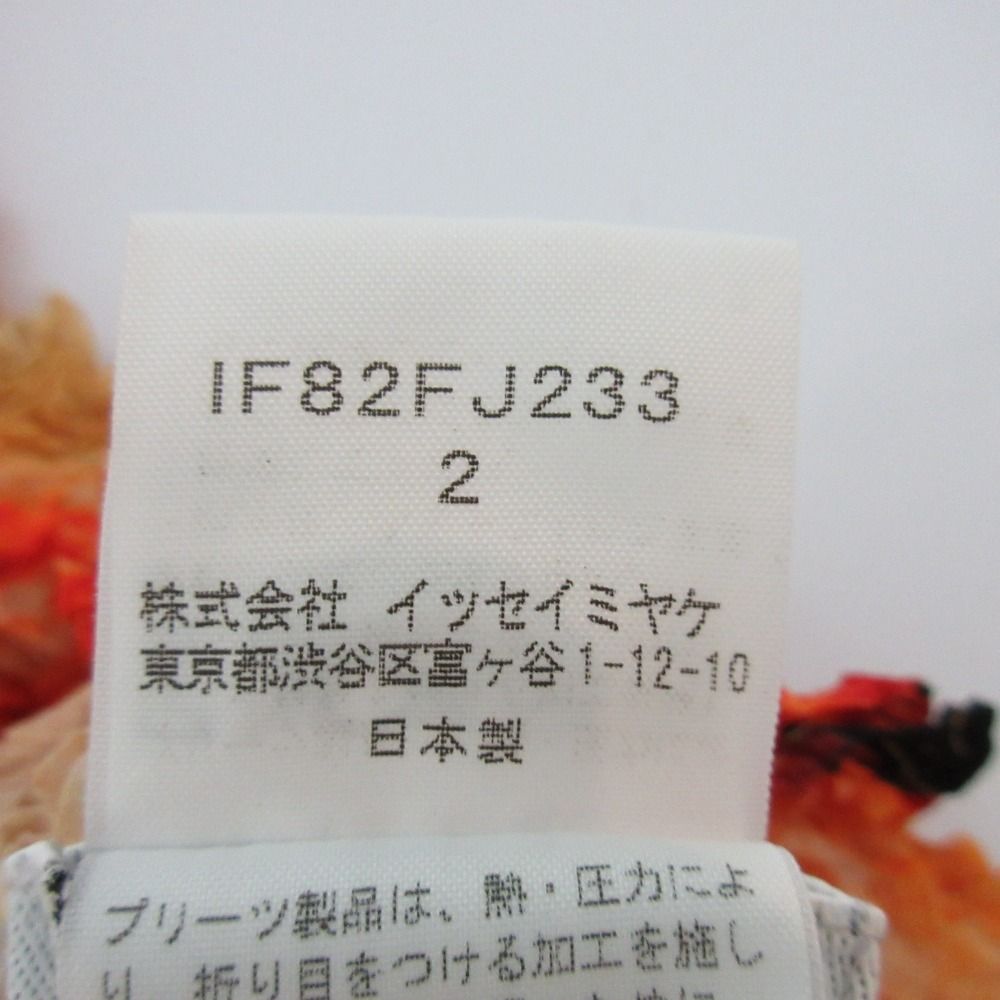 IF82FJ233
2
株式会社 イッセイミヤケ
東京都渋谷区富ヶ谷1-12-10
日本製
プリーツ製品は、熱・圧力によ
り、折り目をつける加工を施し